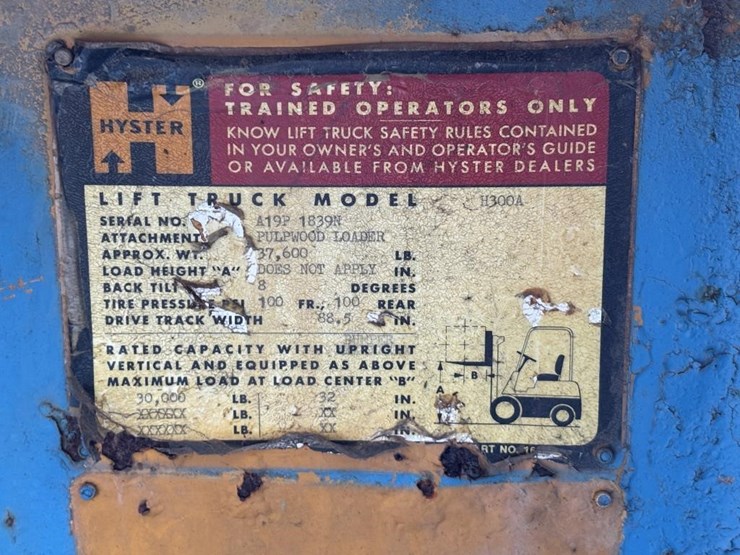 HYSTER ®
FOR SAFETY:
TRAINED OPERATORS ONLY
KNOW LIFT TRUCK SAFETY RULES CONTAINED
IN YOUR OWNER'S AND OPERATOR'S GUIDE
OR AVAILABLE FROM HYSTER DEALERS
LIFT TRUCK MODEL H300A
SERIAL NO. A19P 1839N
ATTACHMENT PULPWOOD LOADER
APPROX. WT. 37,600 LB.
LOAD HEIGHT "A" DOES NOT APPLY IN.
BACK TILT 8 DEGREES
TIRE PRESSURE PSI 100 FR., 100 REAR
DRIVE TRACK WIDTH 88.5 IN.
RATED CAPACITY WITH UPRIGHT
VERTICAL AND EQUIPPED AS ABOVE
MAXIMUM LOAD AT LOAD CENTER "B"
30,000 LB. 32 IN.
XXXXXX LB. XX IN.
XXXXXX LB. XX IN.
B
A
NO.